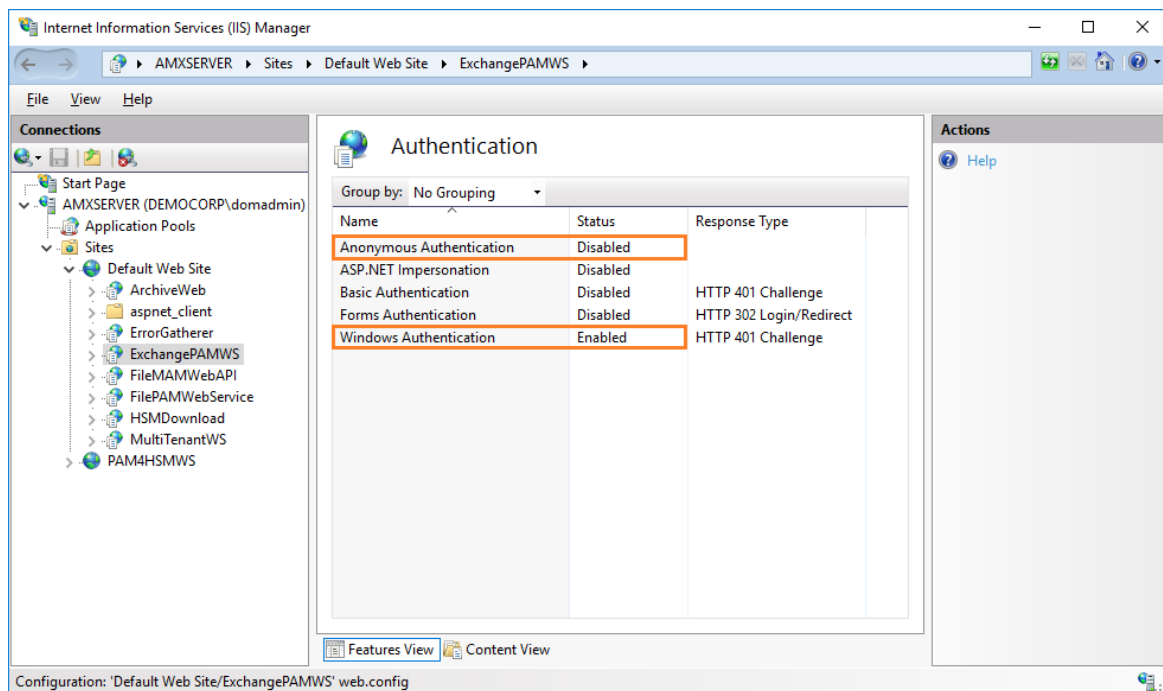 Internet Information Services (IIS) Manager
AMXSERVER Sites Default Web Site ExchangePAMWS
File View Help
Connections
Start Page
AMXSERVER (DEMOCORP\domadmin)
Application Pools
Sites
Default Web Site
ArchiveWeb
aspnet_client
ErrorGatherer
ExchangePAMWS
FileMAMWebAPI
FilePAMWebService
HSMDownload
MultiTenantWS
PAM4HSMWS
Authentication
Group by: No Grouping
Name Status Response Type
Anonymous Authentication Disabled
ASP.NET Impersonation Disabled
Basic Authentication Disabled HTTP 401 Challenge
Forms Authentication Disabled HTTP 302 Login/Redirect
Windows Authentication Enabled HTTP 401 Challenge
Features View Content View
Actions
Help
Configuration: 'Default Web Site/ExchangePAMWS' web.config